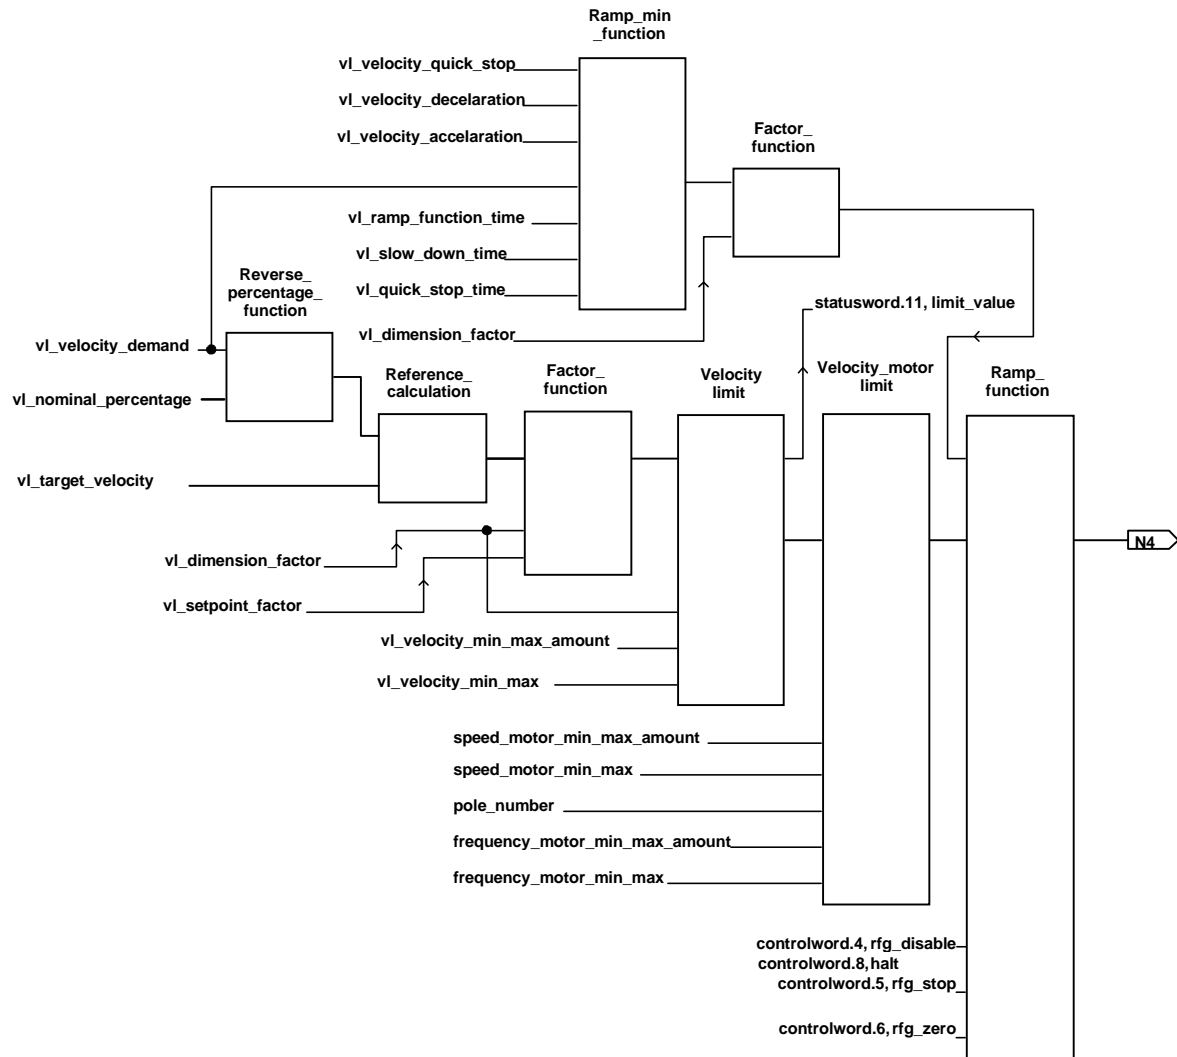 Ramp_min
_function
vl_velocity_quick_stop
vl_velocity_decelaration
vl_velocity_accelaration
Factor_
function
vl_ramp_function_time
vl_slow_down_time
vl_quick_stop_time
Reverse_
percentage_
function
statusword.11, limit_value
vl_dimension_factor
vl_velocity_demand
vl_nominal_percentage
Reference_
calculation
Factor_
function
Velocity
limit
Velocity_motor
limit
Ramp_
function
vl_target_velocity
N4
vl_dimension_factor
vl_setpoint_factor
vl_velocity_min_max_amount
vl_velocity_min_max
speed_motor_min_max_amount
speed_motor_min_max
pole_number
frequency_motor_min_max_amount
frequency_motor_min_max
controlword.4, rfg_disable
controlword.8, halt
controlword.5, rfg_stop
controlword.6, rfg_zero